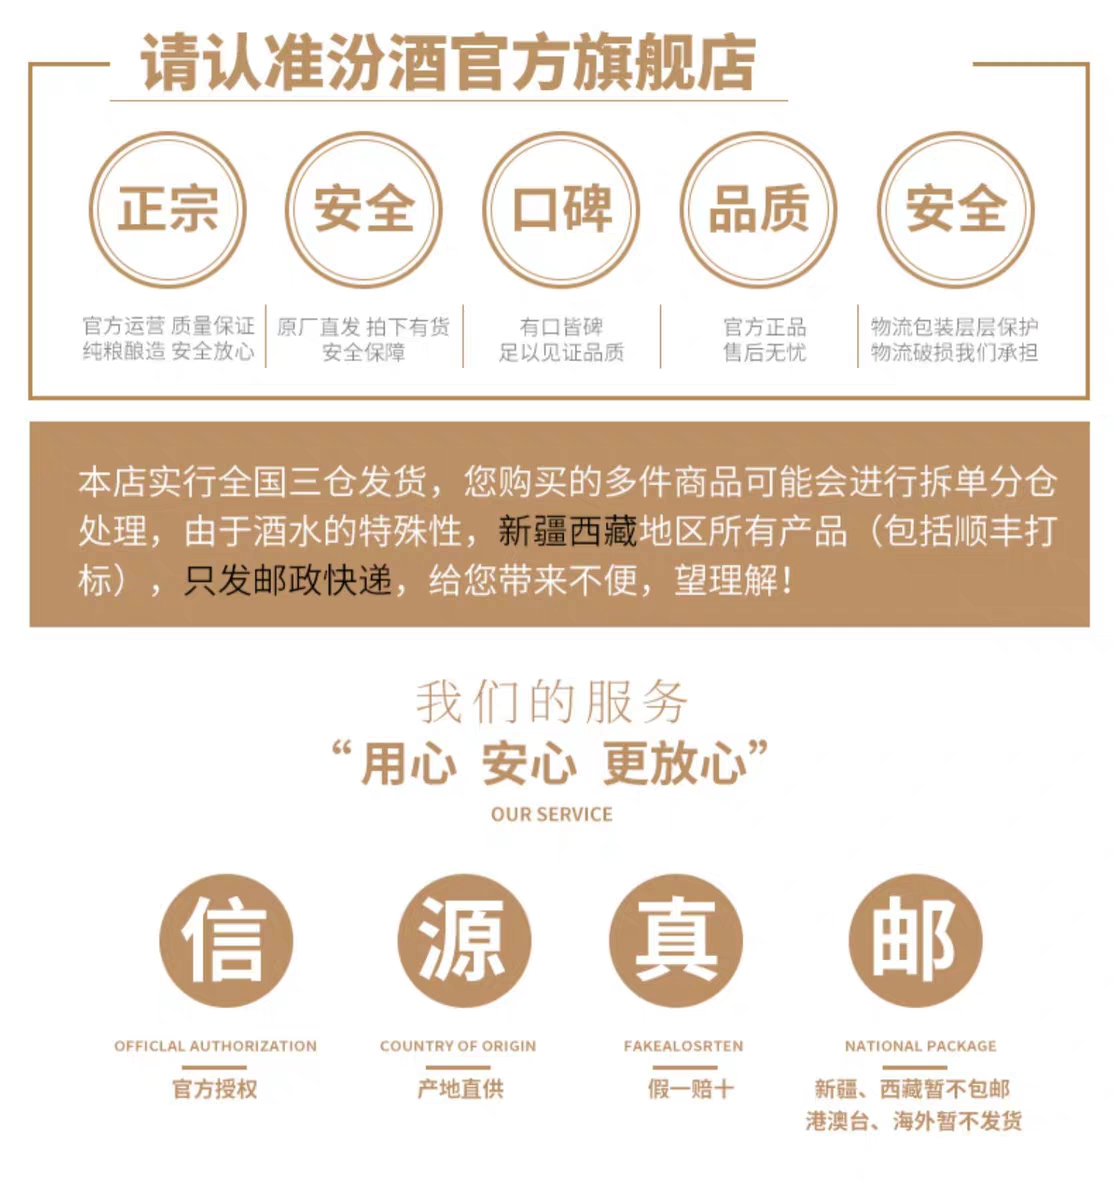 请认准汾酒官方旗舰店
正宗
安全
口碑
品质
安全
官方运营 质量保证
纯粮酿造 安全放心
原厂直发 拍下有货
安全保障
有口皆碑
足以见证品质
官方正品
售后无忧
物流包装层层保护
物流破损我们承担
本店实行全国三仓发货，您购买的多件商品可能会进行拆单分仓
处理，由于酒水的特殊性，新疆西藏地区所有产品（包括顺丰打
标），只发邮政快递，给您带来不便，望理解！
我们的服务
“用心 安心 更放心”
OUR SERVICE
信
源
真
邮
OFFICLAL AUTHORIZATION
官方授权
COUNTRY OF ORIGIN
产地直供
FAKEALOSRTEN
假一赔十
NATIONAL PACKAGE
新疆、西藏暂不包邮
港澳台、海外暂不发货